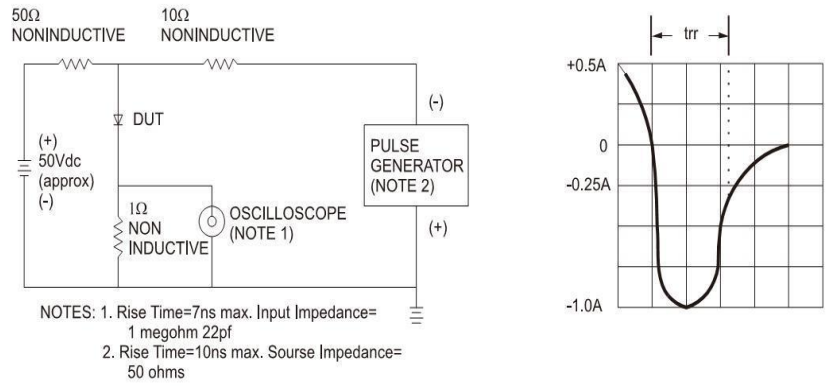 50Ω
NONINDUCTIVE
10Ω
NONINDUCTIVE
DUT
(+)
50Vdc
(approx)
(-)
1Ω
NON
INDUCTIVE
OSCILLOSCOPE
(NOTE 1)
(-)
PULSE
GENERATOR
(NOTE 2)
(+)
NOTES: 1. Rise Time=7ns max. Input Impedance=
1 megohm 22pf
2. Rise Time=10ns max. Sourse Impedance=
50 ohms
trr
+0.5A
0
-0.25A
-1.0A